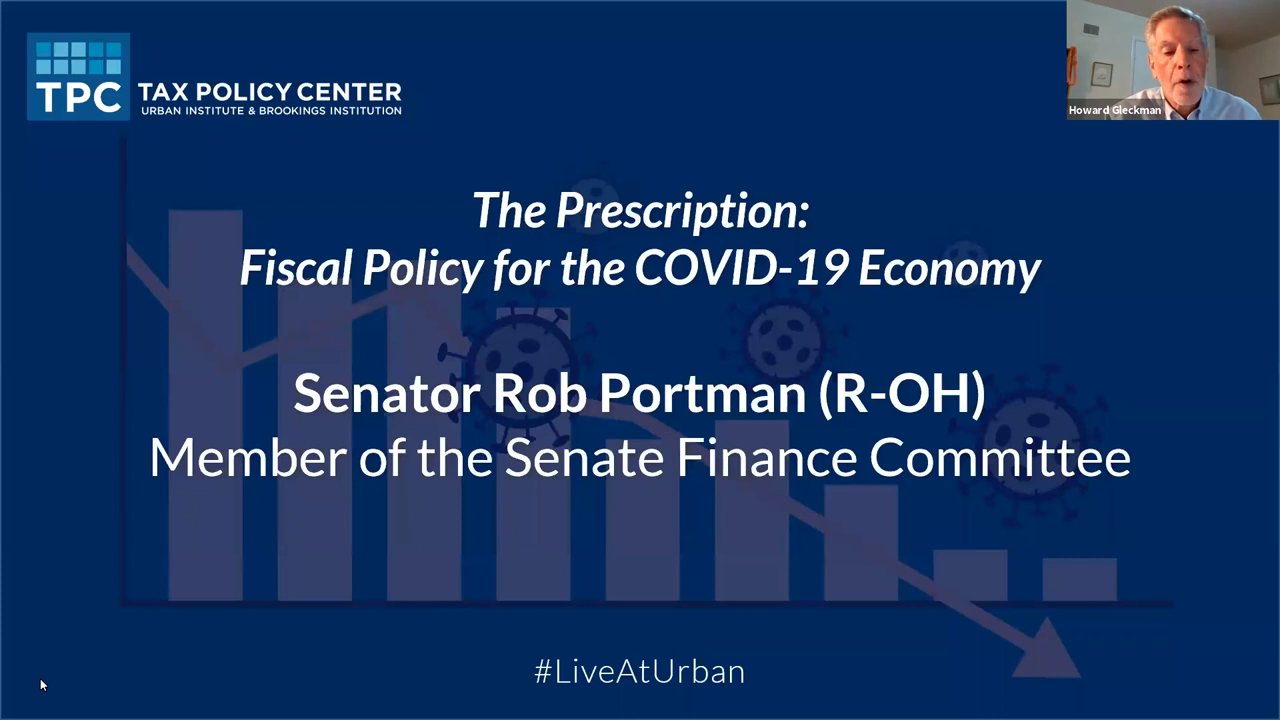 TPC
TAX POLICY CENTER
URBAN INSTITUTE & BROOKINGS INSTITUTION
Howard Gleckman
The Prescription:
Fiscal Policy for the COVID-19 Economy
Senator Rob Portman (R-OH)
Member of the Senate Finance Committee
#LiveAtUrban